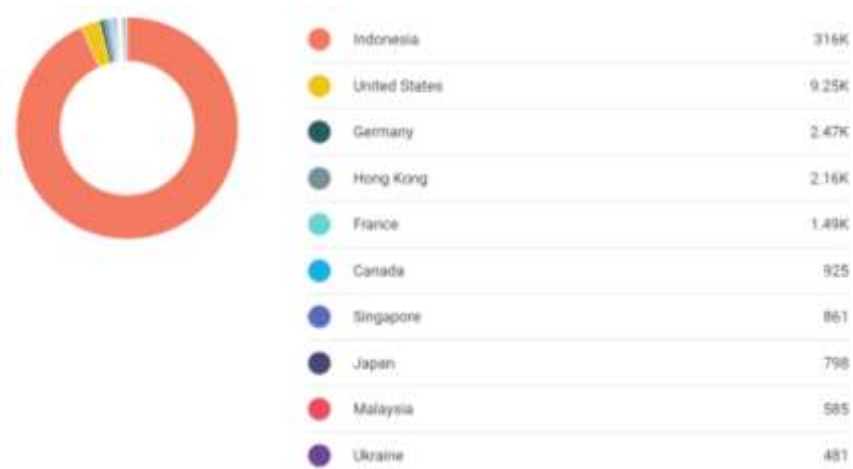 Indonesia 316K
United States 9.25K
Germany 2.47K
Hong Kong 2.16K
France 1.49K
Canada 925
Singapore 861
Japan 798
Malaysia 585
Ukraine 481